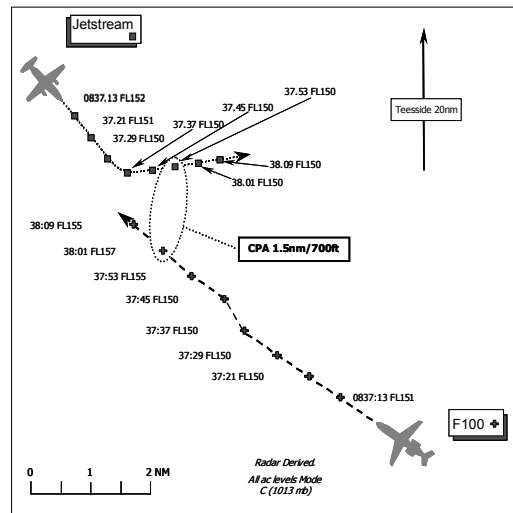 Jetstream
0837.13 FL152
37.21 FL151
37.29 FL150
37.37 FL150
37.45 FL150
37.53 FL150
38.09 FL150
38.01 FL150
Teesside 20nm
38:09 FL155
38:01 FL157
CPA 1.5nm/700ft
37:53 FL155
37:45 FL150
37:37 FL150
37:29 FL150
37:21 FL150
0837:13 FL151
F100
0 1 2 NM
Radar Derived.
All ac levels Mode
C (1013 mb)